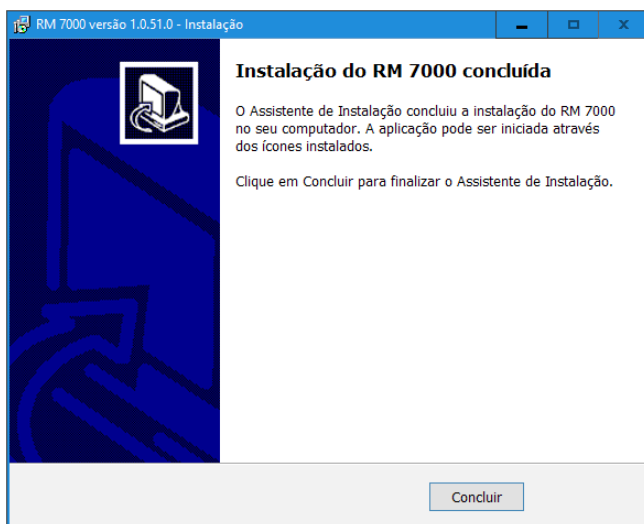 RM 7000 versão 1.0.51.0 - Instalação
Instalação do RM 7000 concluída
O Assistente de Instalação concluiu a instalação do RM 7000
no seu computador. A aplicação pode ser iniciada através
dos ícones instalados.
Clique em Concluir para finalizar o Assistente de Instalação.
Concluir